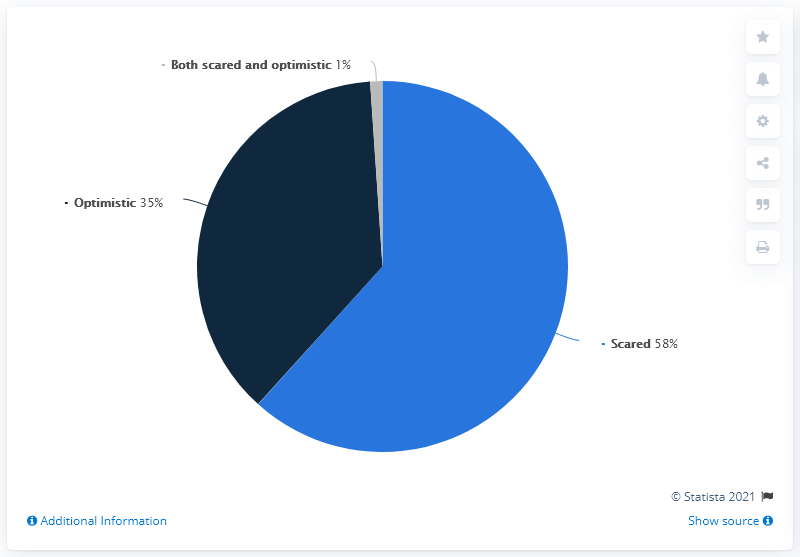 - Both scared and optimistic 1%
- Optimistic 35%
- Scared 58%
© Statista 2021
Additional Information
Show source